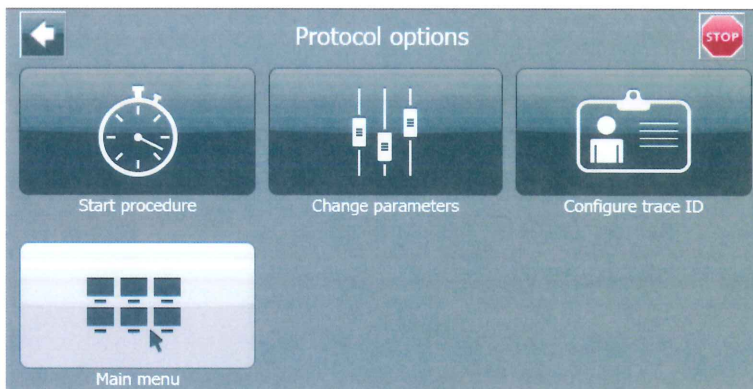 Protocol options
STOP
Start procedure
Change parameters
Configure trace ID
Main menu